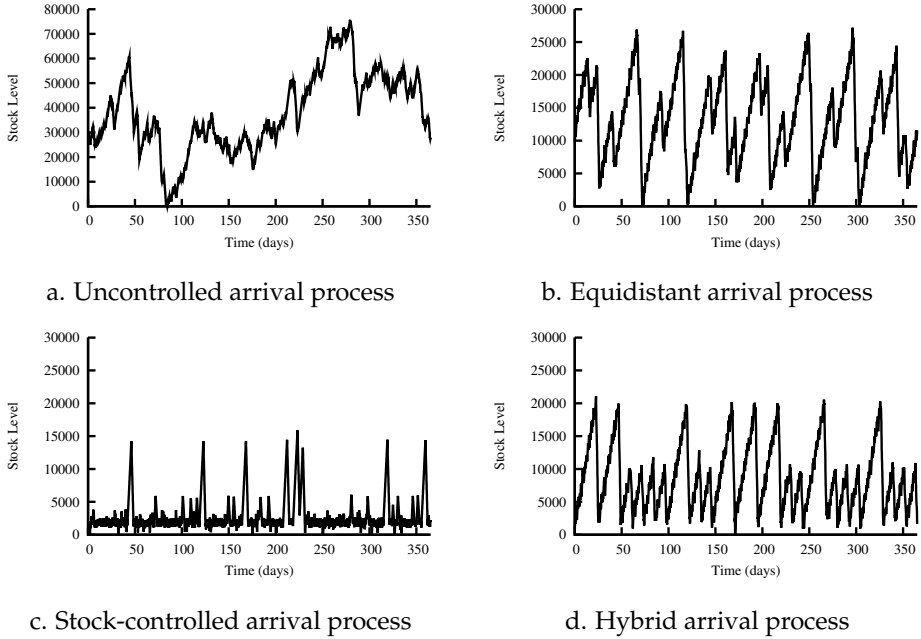 80000
70000
60000
50000
40000
30000
20000
10000
0
Stock Level
0 50 100 150 200 250 300 350
Time (days)
a. Uncontrolled arrival process
30000
25000
20000
15000
10000
5000
0
Stock Level
0 50 100 150 200 250 300 350
Time (days)
b. Equidistant arrival process
30000
25000
20000
15000
10000
5000
0
Stock Level
0 50 100 150 200 250 300 350
Time (days)
c. Stock-controlled arrival process
30000
25000
20000
15000
10000
5000
0
Stock Level
0 50 100 150 200 250 300 350
Time (days)
d. Hybrid arrival process